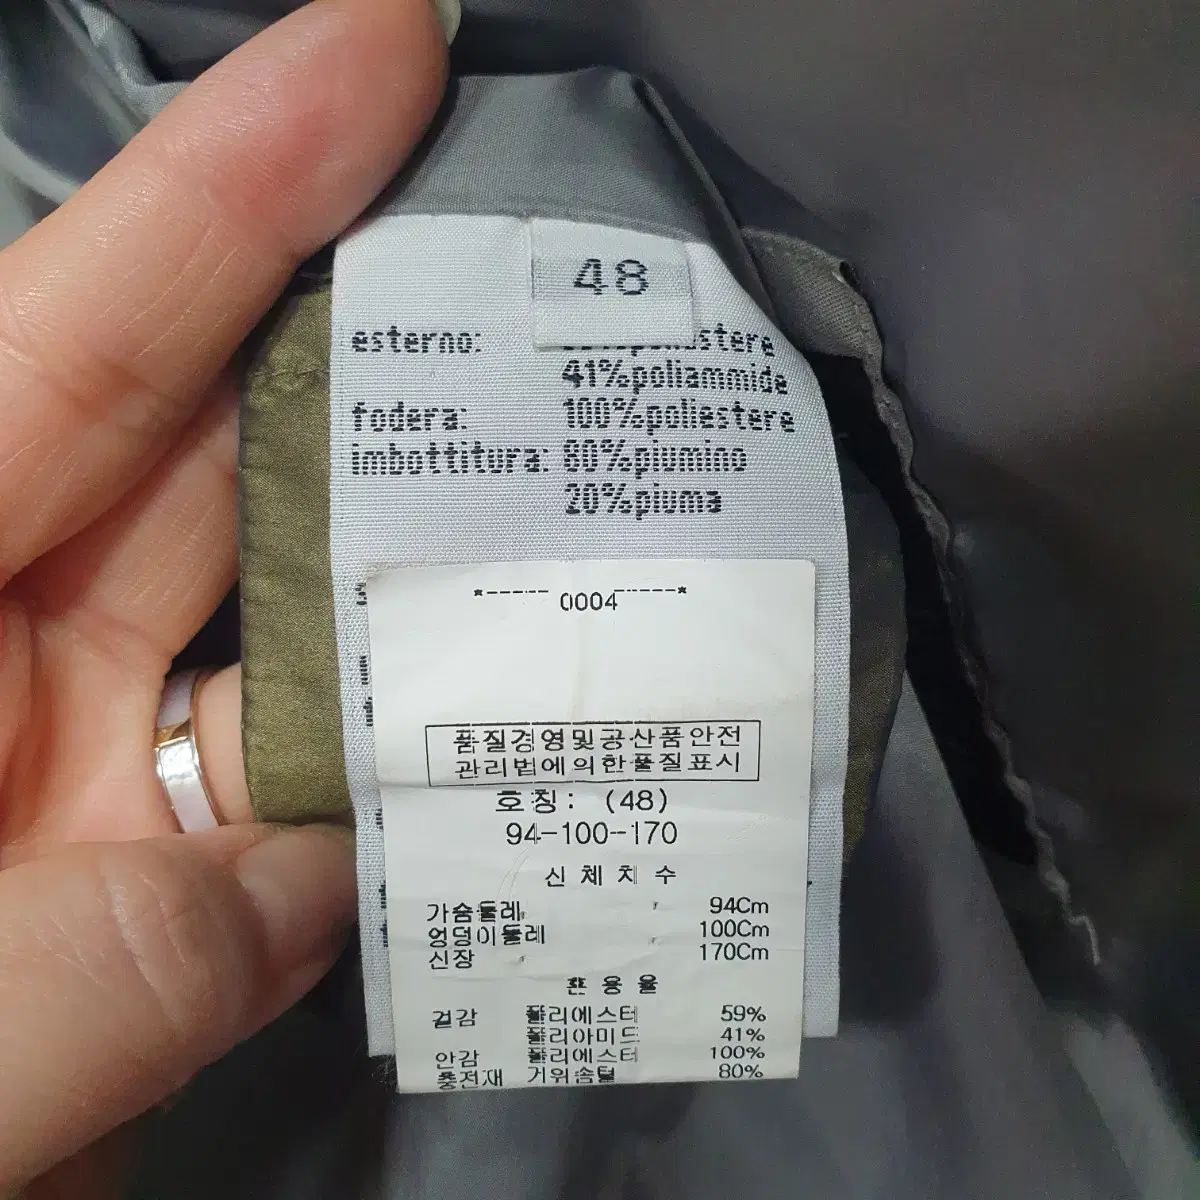 48
esterno:
41%poliammide
fodera: 100%poliestere
imbottitura: 80%piumino
20%piuma
*----- 0004 -----*
품질경영및공산품안전
관리법에의한품질표시
호칭: (48)
94-100-170
신체치수
가슴둘레 94Cm
엉덩이둘레 100Cm
신장 170Cm
혼용율
겉감 폴리에스터 59%
폴리아미드 41%
안감 폴리에스터 100%
충전재 거위솜털 80%